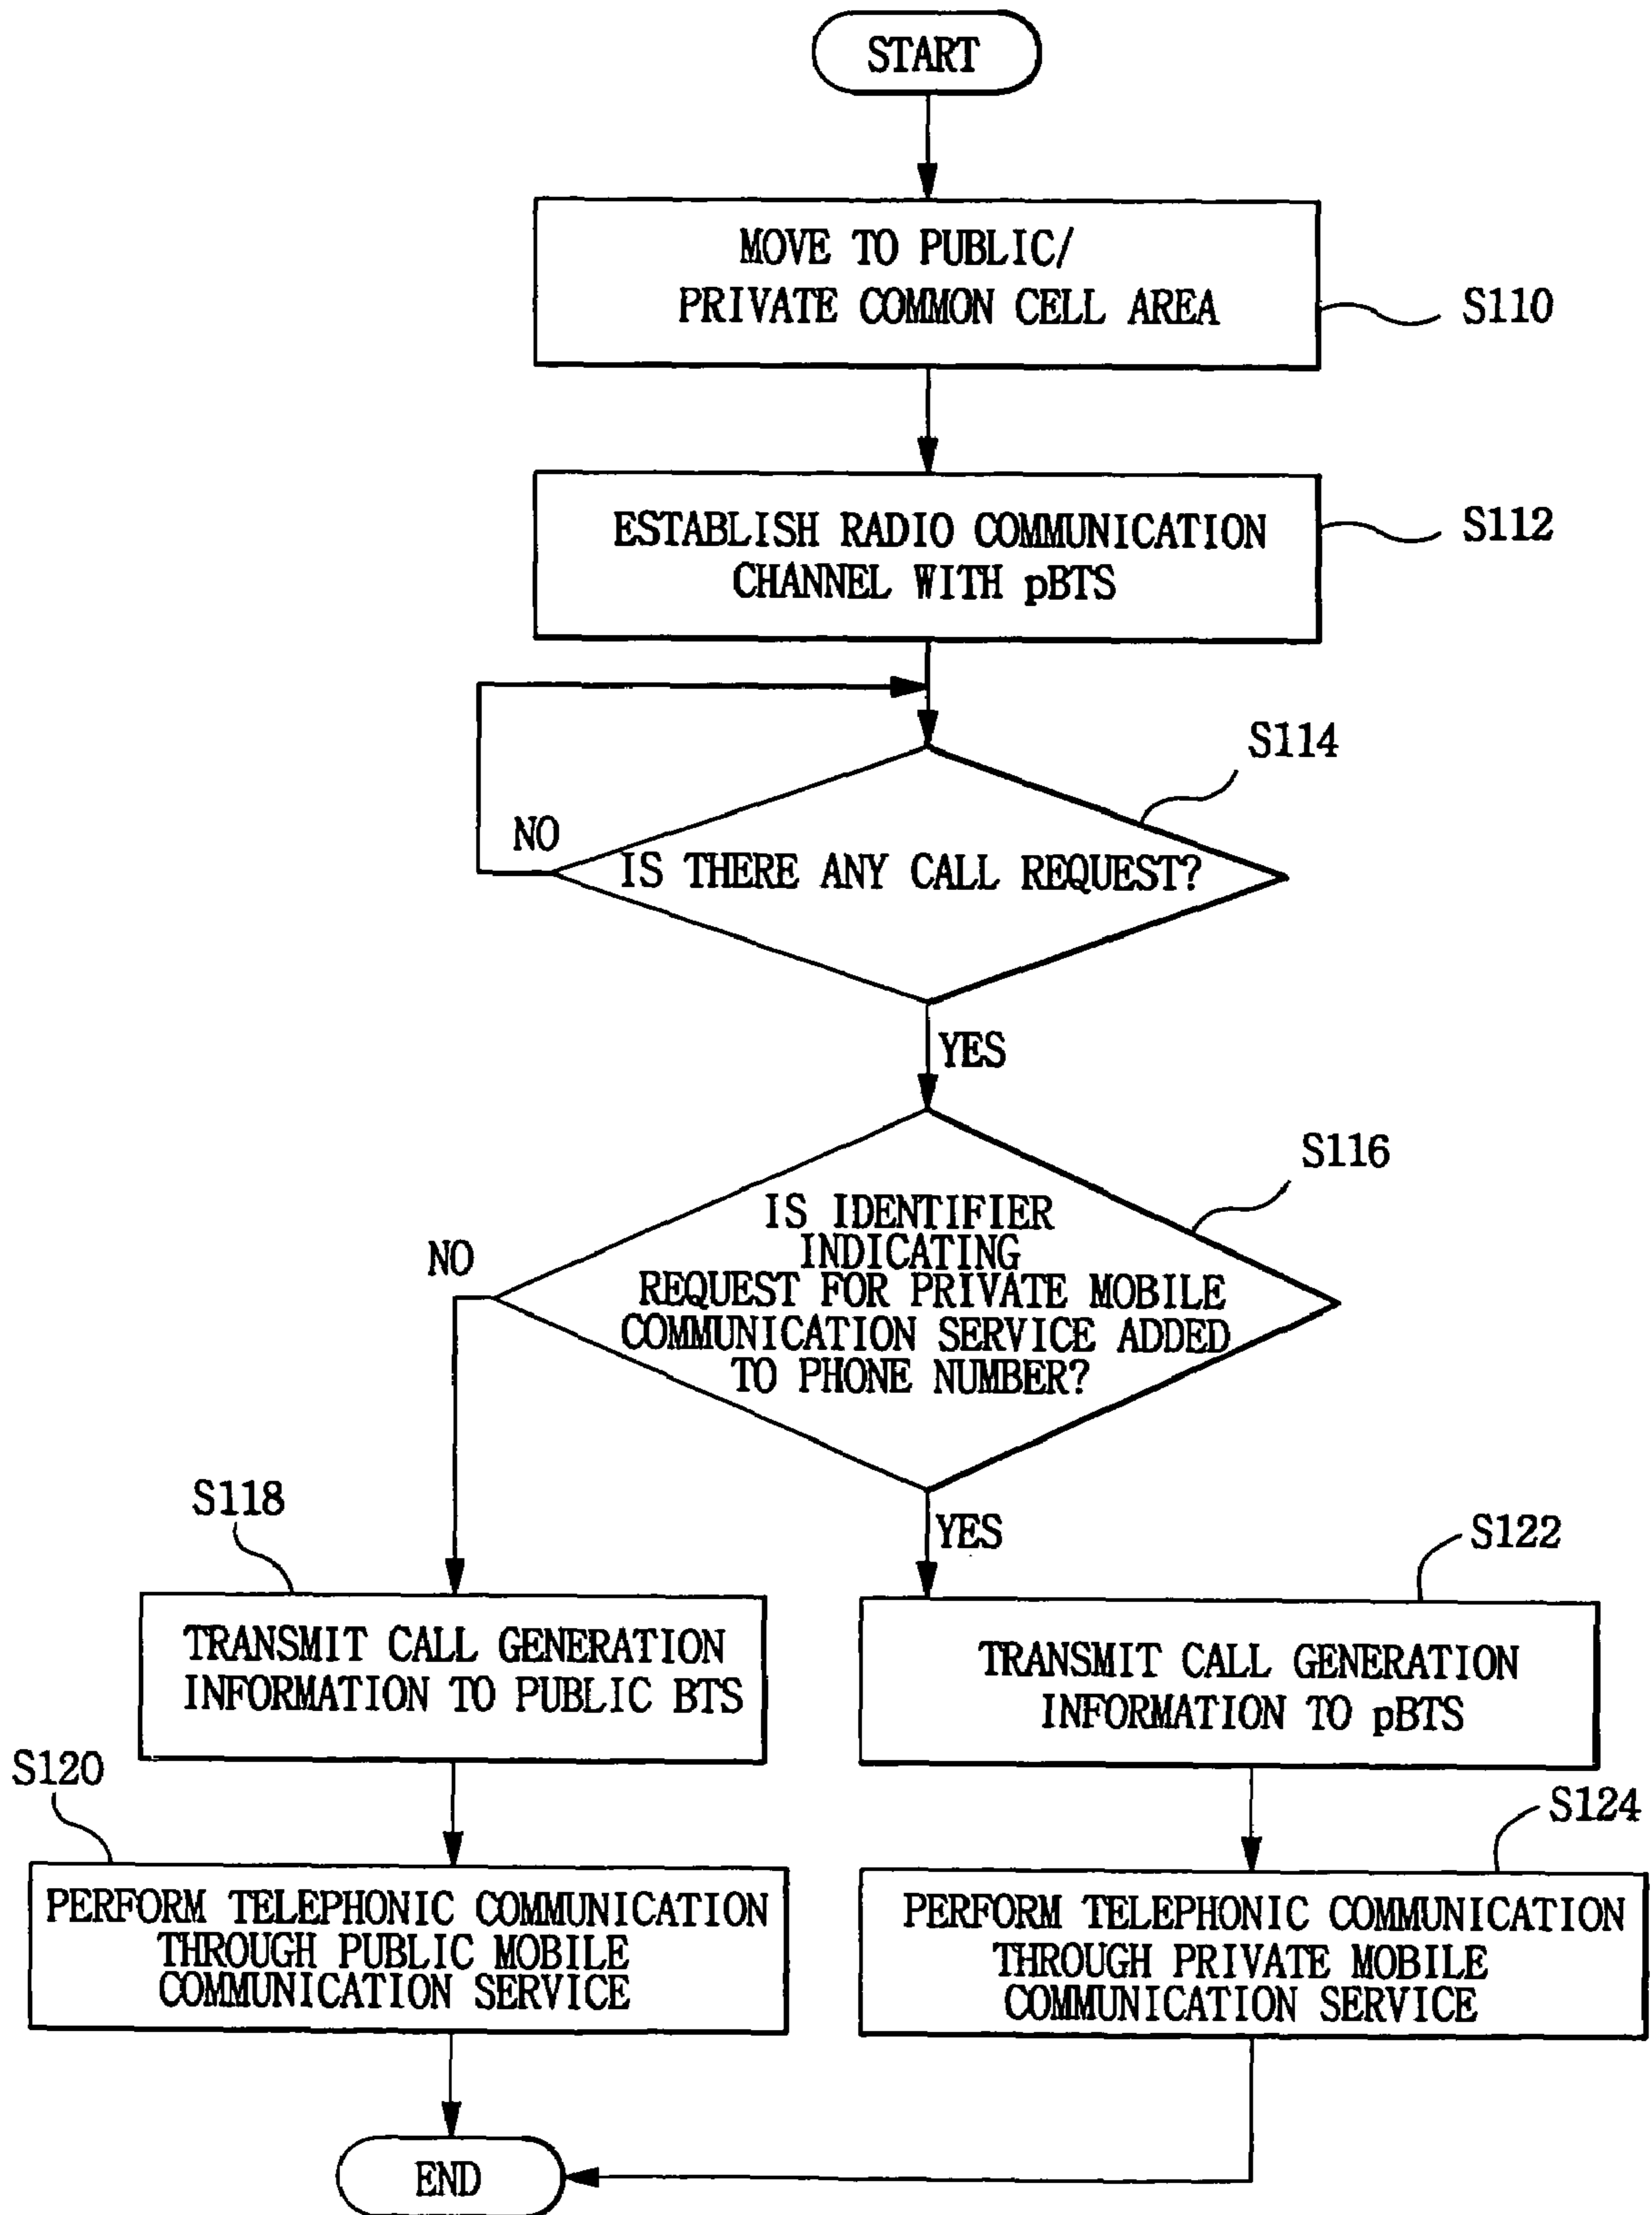 START
MOVE TO PUBLIC/
PRIVATE COMMON CELL AREA
S110
ESTABLISH RADIO COMMUNICATION
CHANNEL WITH pBTS
S112
S114
NO
IS THERE ANY CALL REQUEST?
YES
S116
IS IDENTIFIER
INDICATING
REQUEST FOR PRIVATE MOBILE
COMMUNICATION SERVICE ADDED
TO PHONE NUMBER?
NO
YES
S118
TRANSMIT CALL GENERATION
INFORMATION TO PUBLIC BTS
S122
TRANSMIT CALL GENERATION
INFORMATION TO pBTS
S120
PERFORM TELEPHONIC COMMUNICATION
THROUGH PUBLIC MOBILE
COMMUNICATION SERVICE
S124
PERFORM TELEPHONIC COMMUNICATION
THROUGH PRIVATE MOBILE
COMMUNICATION SERVICE
END